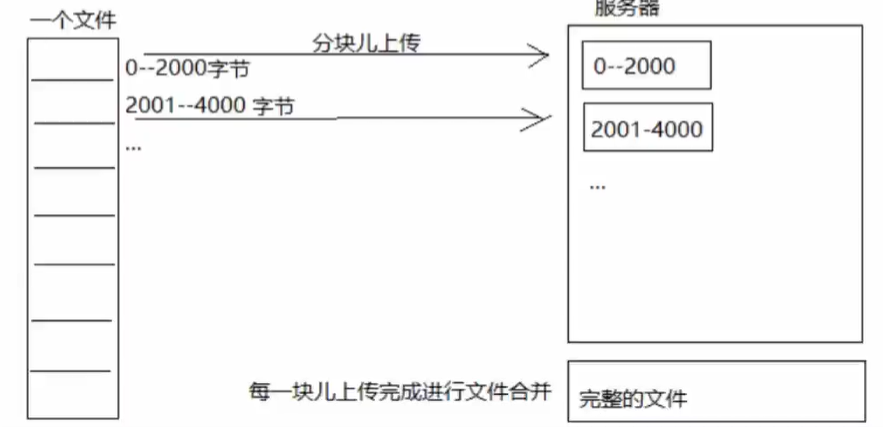 一个文件
服务器
分块儿上传
0--2000字节
0--2000
2001--4000 字节
2001-4000
...
...
每一块儿上传完成进行文件合并
完整的文件